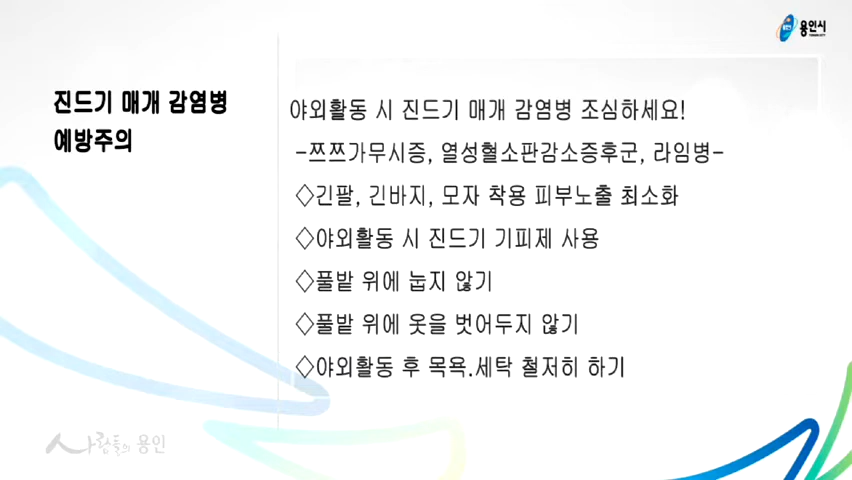 용인시
진드기 매개 감염병
예방주의
야외활동 시 진드기 매개 감염병 조심하세요!
-쯔쯔가무시증, 열성혈소판감소증후군, 라임병-
◇긴팔, 긴바지, 모자 착용 피부노출 최소화
◇야외활동 시 진드기 기피제 사용
◇풀밭 위에 눕지 않기
◇풀밭 위에 옷을 벗어두지 않기
◇야외활동 후 목욕.세탁 철저히 하기
사람들의 용인